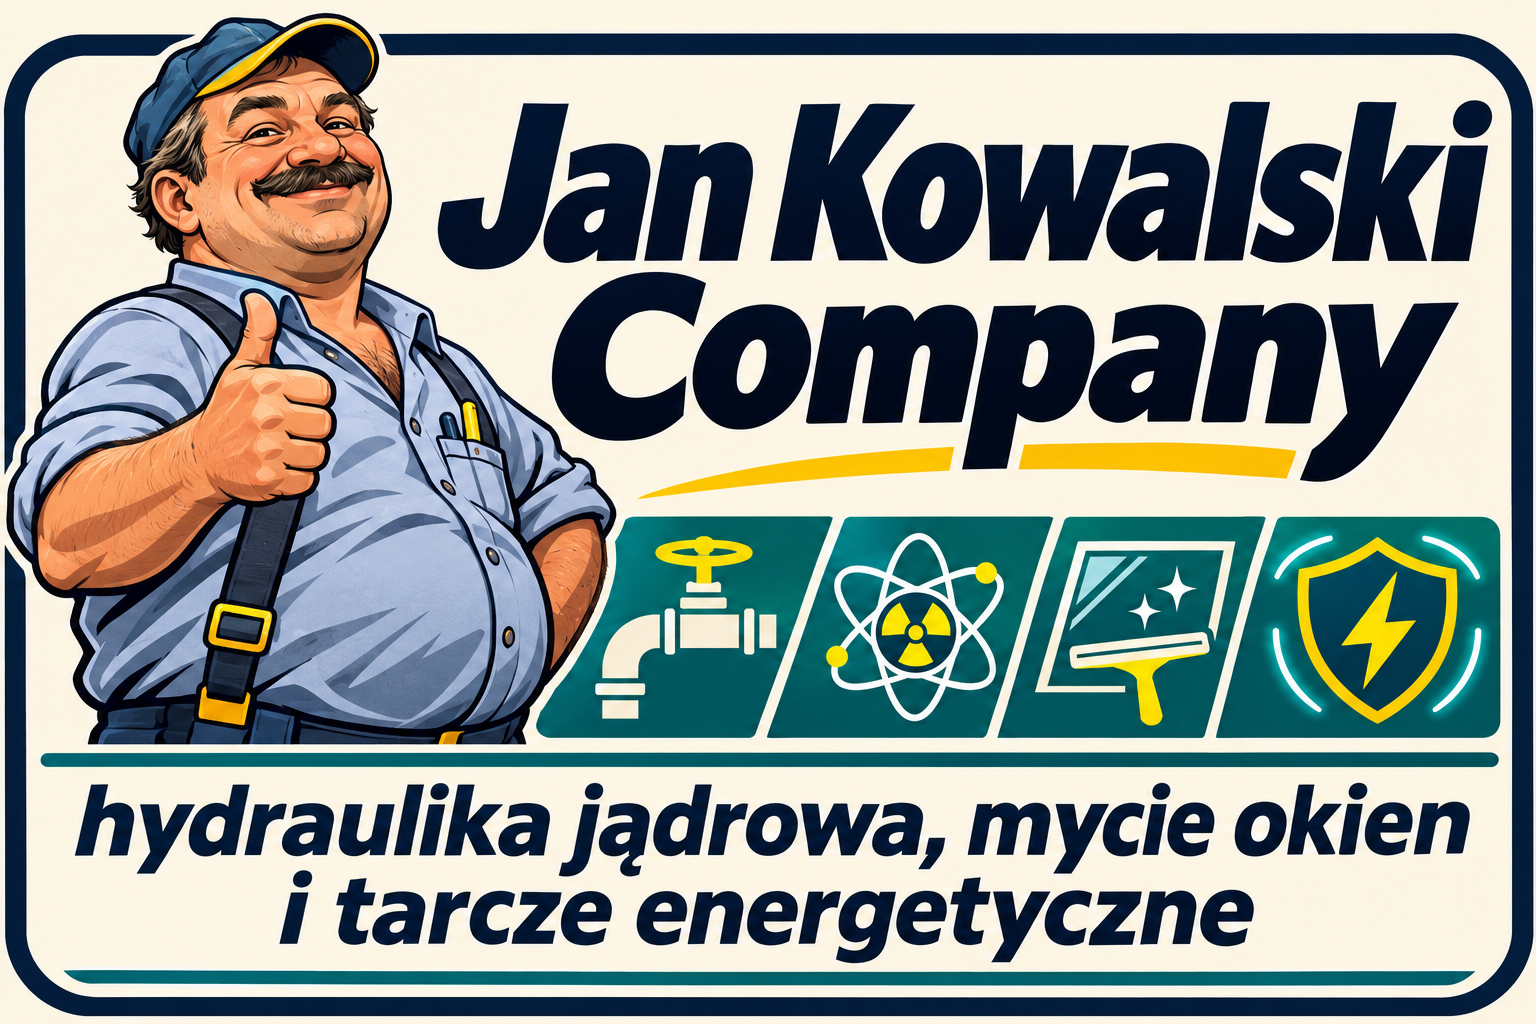 Jan Kowalski
Company
hydraulika jądrowa, mycie okien
i tarcze energetyczne